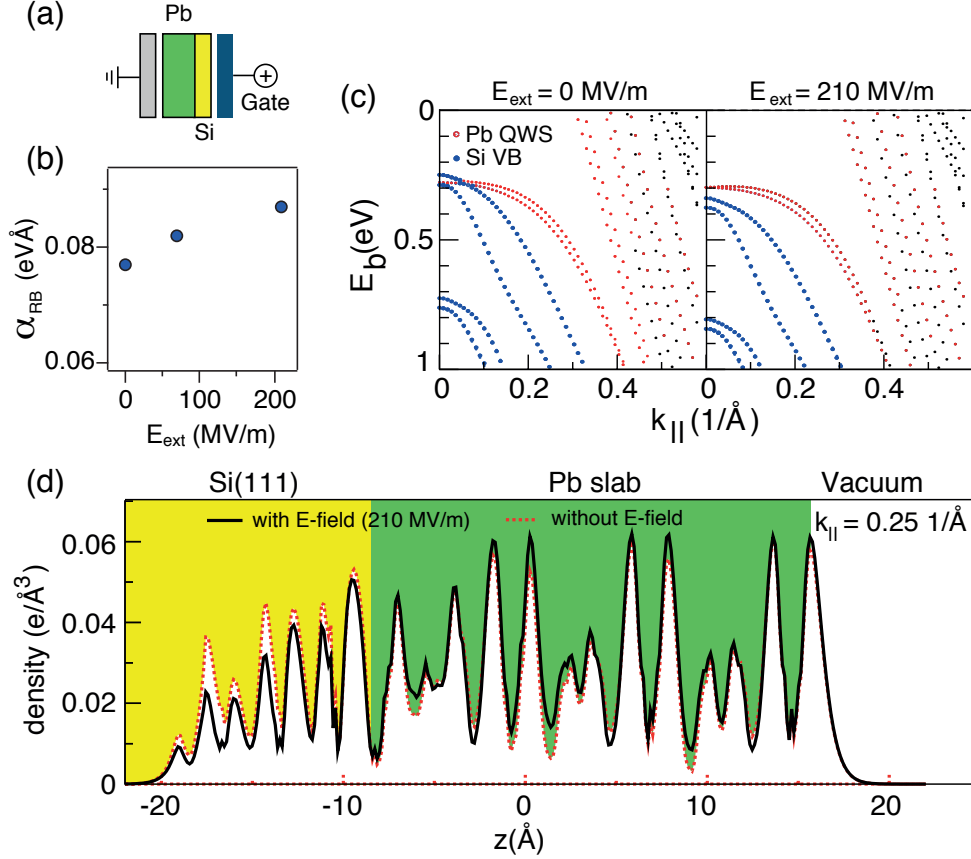 (a)
Pb
Gate
Si
(b)
α_RB (eVÅ)
0.08
0.06
0
100
200
E_ext (MV/m)
(c)
E_ext = 0 MV/m
E_ext = 210 MV/m
Pb QWS
Si VB
E_b(eV)
0
0.5
1
0
0.2
0.4
0
0.2
0.4
k_|| (1/Å)
(d)
Si(111)
Pb slab
Vacuum
with E-field (210 MV/m)
without E-field
k_|| = 0.25 1/Å
density (e/Å³)
0.06
0.04
0.02
0
-20
-10
0
10
20
z(Å)